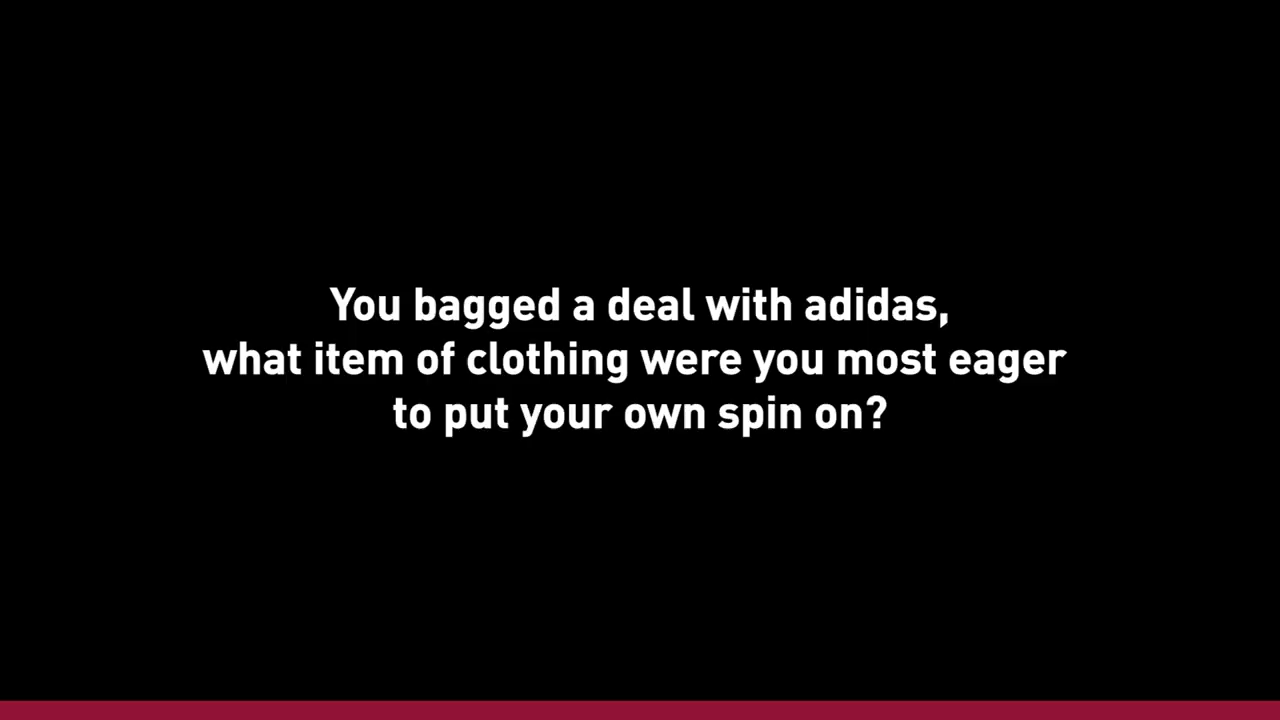 You bagged a deal with adidas,
what item of clothing were you most eager
to put your own spin on?